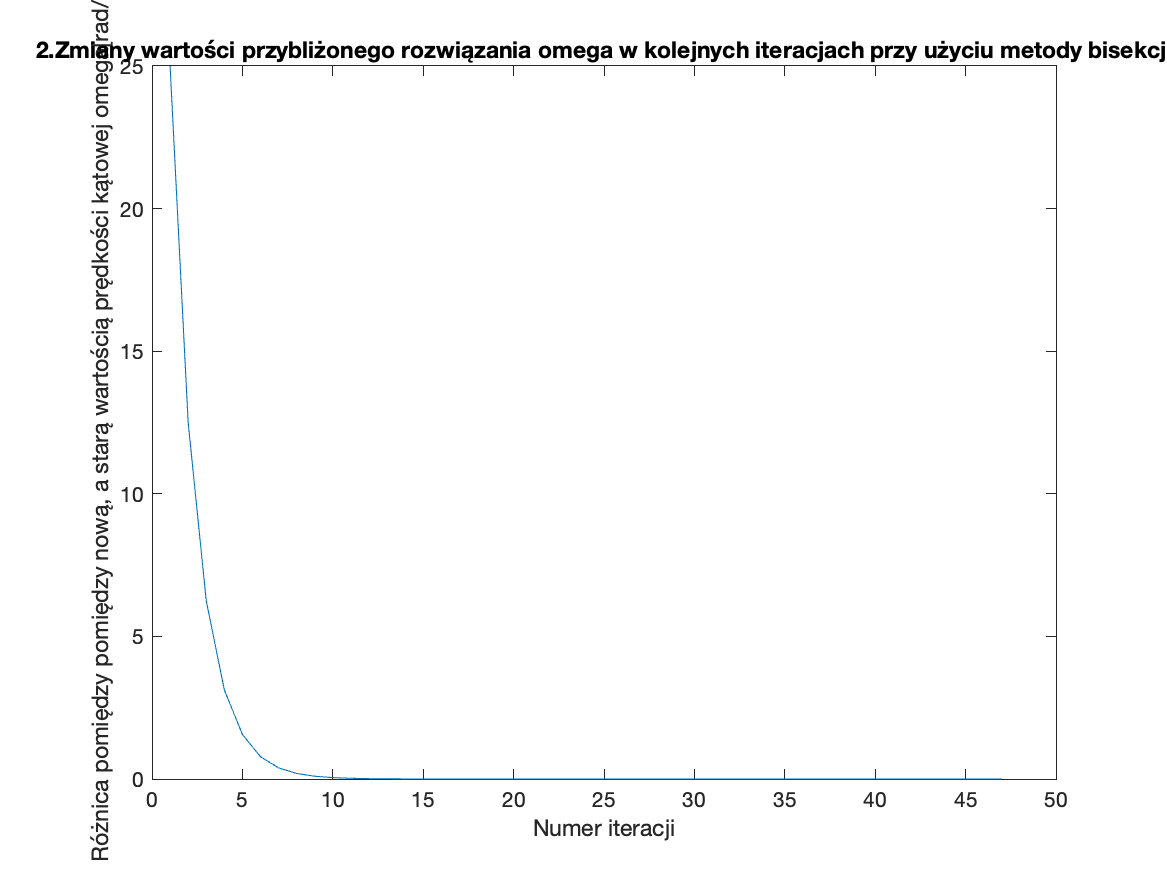 2.Zmiany wartości przybliżonego rozwiązania omega w kolejnych iteracjach przy użyciu metody bisekcj
Różnica pomiędzy pomiędzy nową, a starą wartością prędkości kątowej omega[rad/
25
20
15
10
5
0
0 5 10 15 20 25 30 35 40 45 50
Numer iteracji